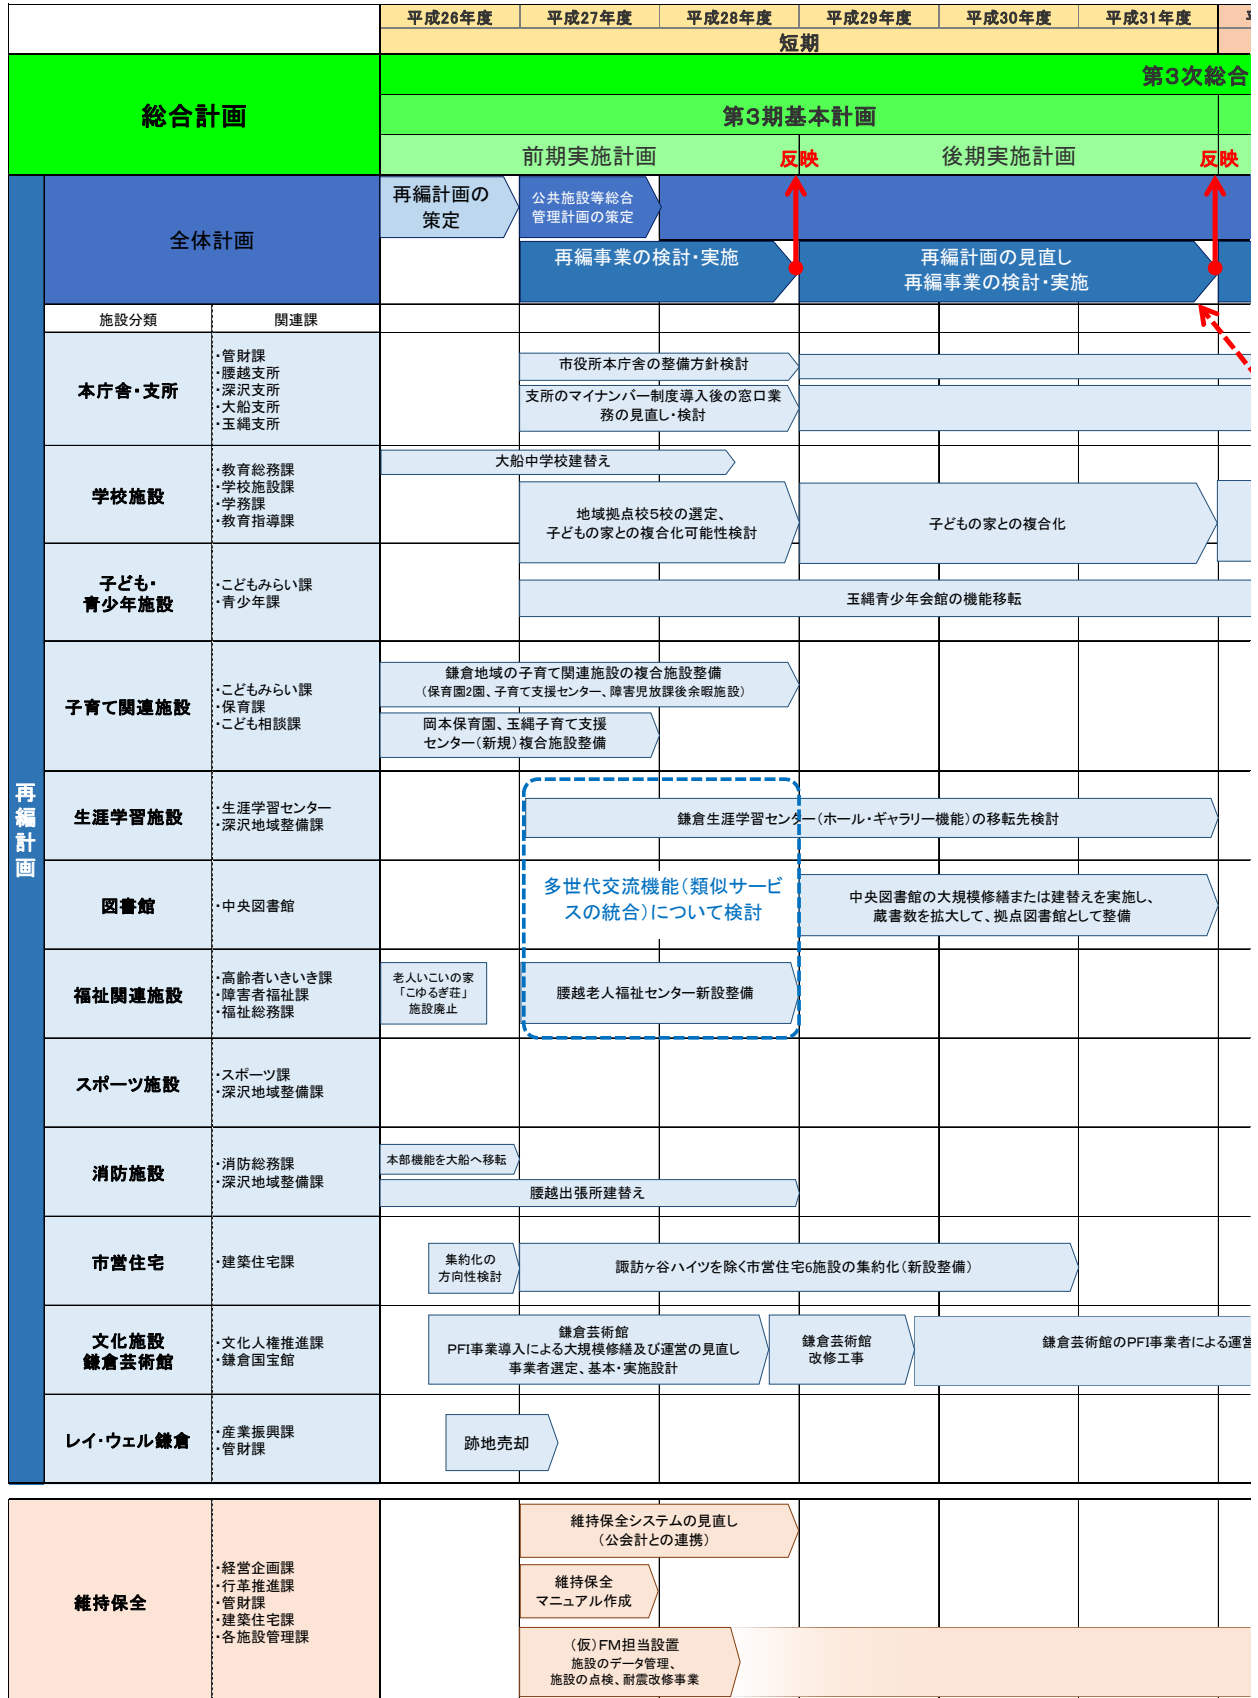 平成26年度 平成27年度 平成28年度 平成29年度 平成30年度 平成31年度
短期
総合計画
第3次総合
第3期基本計画
前期実施計画 反映 後期実施計画 反映
再編計画
全体計画
再編計画の
策定
公共施設等総合
管理計画の策定
再編事業の検討・実施
再編計画の見直し
再編事業の検討・実施
施設分類 関連課
本庁舎・支所
・管財課
・腰越支所
・深沢支所
・大船支所
・玉縄支所
市役所本庁舎の整備方針検討
支所のマイナンバー制度導入後の窓口業
務の見直し・検討
学校施設
・教育総務課
・学校施設課
・学務課
・教育指導課
大船中学校建替え
地域拠点校5校の選定、
子どもの家との複合化可能性検討
子どもの家との複合化
子ども・
青少年施設
・こどもみらい課
・青少年課
玉縄青少年会館の機能移転
子育て関連施設
・こどもみらい課
・保育課
・こども相談課
鎌倉地域の子育て関連施設の複合施設整備
(保育園2園、子育て支援センター、障害児放課後余暇施設)
岡本保育園、玉縄子育て支援
センター(新規)複合施設整備
生涯学習施設
・生涯学習センター
・深沢地域整備課
鎌倉生涯学習センター(ホール・ギャラリー機能)の移転先検討
図書館
・中央図書館
多世代交流機能(類似サービ
スの統合)について検討
中央図書館の大規模修繕または建替えを実施し、
蔵書数を拡大して、拠点図書館として整備
福祉関連施設
・高齢者いきいき課
・障害者福祉課
・福祉総務課
老人いこいの家
「こゆるぎ荘」
施設廃止
腰越老人福祉センター新設整備
スポーツ施設
・スポーツ課
・深沢地域整備課
消防施設
・消防総務課
・深沢地域整備課
本部機能を大船へ移転
腰越出張所建替え
市営住宅
・建築住宅課
集約化の
方向性検討
諏訪ヶ谷ハイツを除く市営住宅6施設の集約化(新設整備)
文化施設
鎌倉芸術館
・文化人権推進課
・鎌倉国宝館
鎌倉芸術館
PFI事業導入による大規模修繕及び運営の見直し
事業者選定、基本・実施設計
鎌倉芸術館
改修工事
鎌倉芸術館のPFI事業者による運営
レイ・ウェル鎌倉
・産業振興課
・管財課
跡地売却
維持保全
・経営企画課
・行革推進課
・管財課
・建築住宅課
・各施設管理課
維持保全システムの見直し
(公会計との連携)
維持保全
マニュアル作成
(仮)FM担当設置
施設のデータ管理、
施設の点検、耐震改修事業